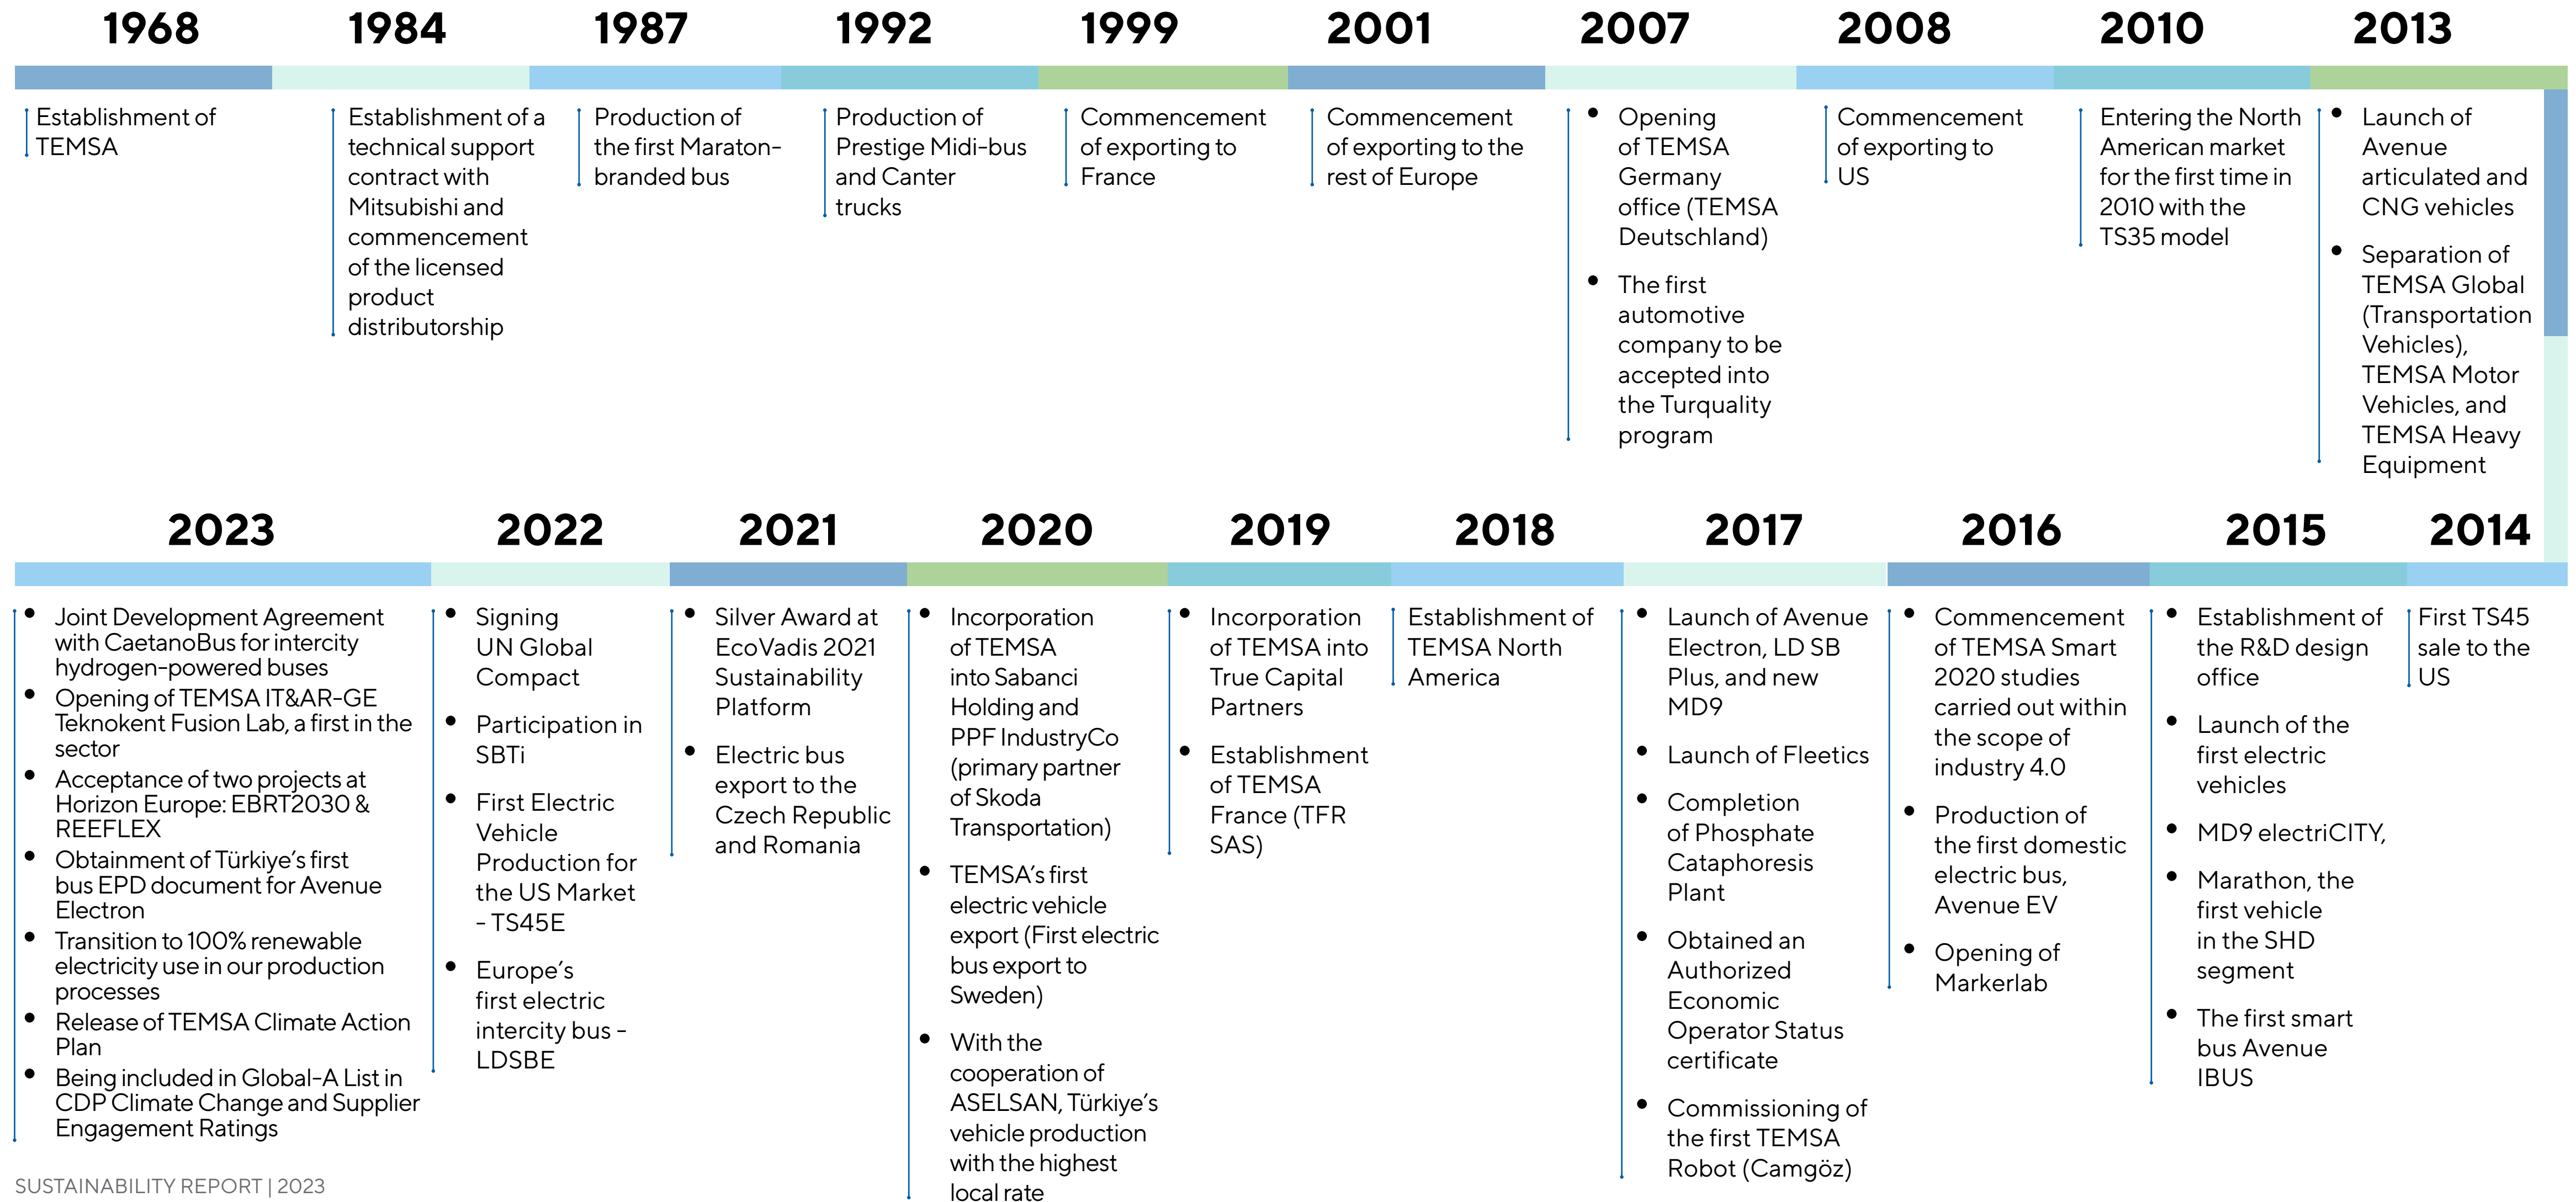 1968
Establishment of
TEMSA
1984
Establishment of a
technical support
contract with
Mitsubishi and
commencement
of the licensed
product
distributorship
1987
Production of
the first Maraton-
branded bus
1992
Production of
Prestige Midi-bus
and Canter
trucks
1999
Commencement
of exporting to
France
2001
Commencement
of exporting to the
rest of Europe
2007
• Opening
of TEMSA
Germany
office (TEMSA
Deutschland)
• The first
automotive
company to be
accepted into
the Turquality
program
2008
Commencement
of exporting to
US
2010
Entering the North
American market
for the first time in
2010 with the
TS35 model
2013
• Launch of
Avenue
articulated and
CNG vehicles
• Separation of
TEMSA Global
(Transportation
Vehicles),
TEMSA Motor
Vehicles, and
TEMSA Heavy
Equipment
2023
• Joint Development Agreement
with CaetanoBus for intercity
hydrogen-powered buses
• Opening of TEMSA IT&AR-GE
Teknokent Fusion Lab, a first in the
sector
• Acceptance of two projects at
Horizon Europe: EBRT2030 &
REEFLEX
• Obtainment of Türkiye's first
bus EPD document for Avenue
Electron
• Transition to 100% renewable
electricity use in our production
processes
• Release of TEMSA Climate Action
Plan
• Being included in Global-A List in
CDP Climate Change and Supplier
Engagement Ratings
2022
• Signing
UN Global
Compact
• Participation in
SBTi
• First Electric
Vehicle
Production for
the US Market
- TS45E
• Europe's
first electric
intercity bus -
LDSBE
2021
• Silver Award at
EcoVadis 2021
Sustainability
Platform
• Electric bus
export to the
Czech Republic
and Romania
2020
• Incorporation
of TEMSA
into Sabanci
Holding and
PPF IndustryCo
(primary partner
of Skoda
Transportation)
• TEMSA's first
electric vehicle
export (First electric
bus export to
Sweden)
• With the
cooperation of
ASELSAN, Türkiye's
vehicle production
with the highest
local rate
2019
• Incorporation
of TEMSA into
True Capital
Partners
• Establishment
of TEMSA
France (TFR
SAS)
2018
Establishment of
TEMSA North
America
2017
• Launch of Avenue
Electron, LD SB
Plus, and new
MD9
• Launch of Fleetics
• Completion
of Phosphate
Cataphoresis
Plant
• Obtained an
Authorized
Economic
Operator Status
certificate
• Commissioning of
the first TEMSA
Robot (Camgöz)
2016
• Commencement
of TEMSA Smart
2020 studies
carried out within
the scope of
industry 4.0
• Production of
the first domestic
electric bus,
Avenue EV
• Opening of
Markerlab
2015
• Establishment of
the R&D design
office
• Launch of the
first electric
vehicles
• MD9 electriCITY,
• Marathon, the
first vehicle
in the SHD
segment
• The first smart
bus Avenue
IBUS
2014
First TS45
sale to the
US
SUSTAINABILITY REPORT | 2023